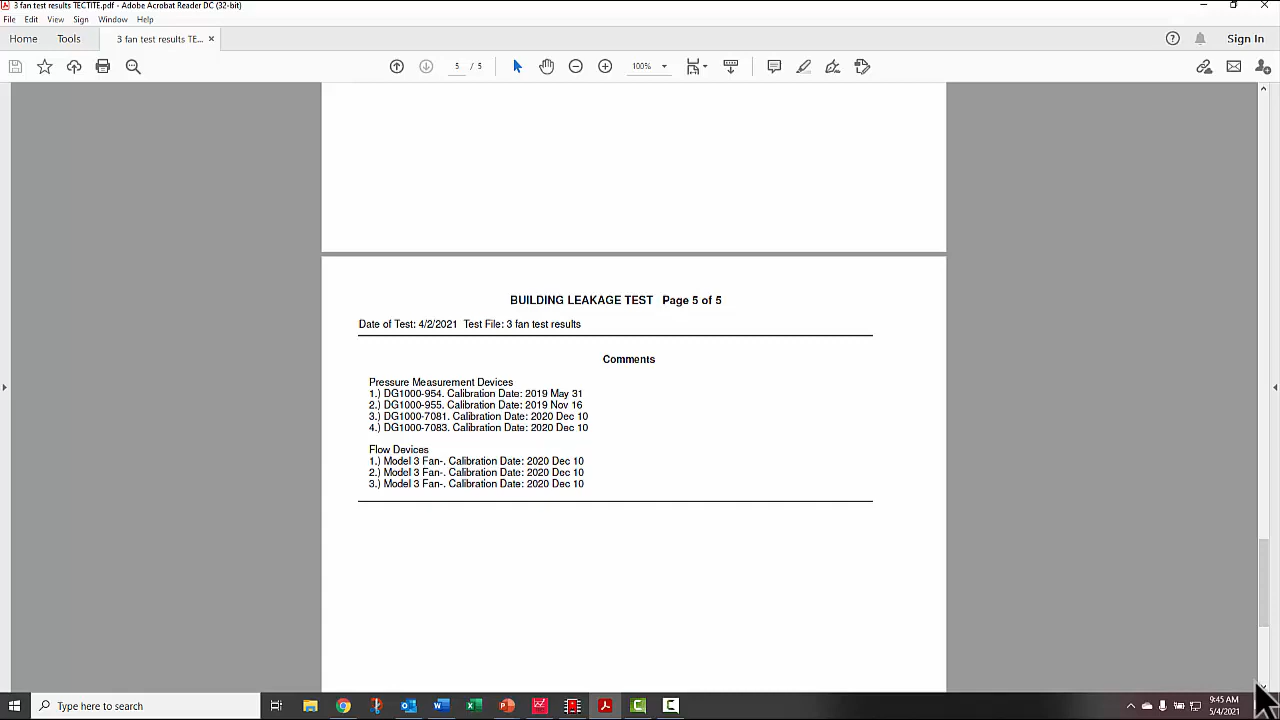 3 fan test results TECTITE.pdf - Adobe Acrobat Reader DC (32-bit)
File Edit View Sign Window Help
Home Tools 3 fan test results TE... × Sign In
5 / 5 100%
BUILDING LEAKAGE TEST Page 5 of 5
Date of Test: 4/2/2021 Test File: 3 fan test results
Comments
Pressure Measurement Devices
1.) DG1000-954. Calibration Date: 2019 May 31
2.) DG1000-955. Calibration Date: 2019 Nov 16
3.) DG1000-7081. Calibration Date: 2020 Dec 10
4.) DG1000-7083. Calibration Date: 2020 Dec 10
Flow Devices
1.) Model 3 Fan-. Calibration Date: 2020 Dec 10
2.) Model 3 Fan-. Calibration Date: 2020 Dec 10
3.) Model 3 Fan-. Calibration Date: 2020 Dec 10
Type here to search
9:45 AM
5/4/2021